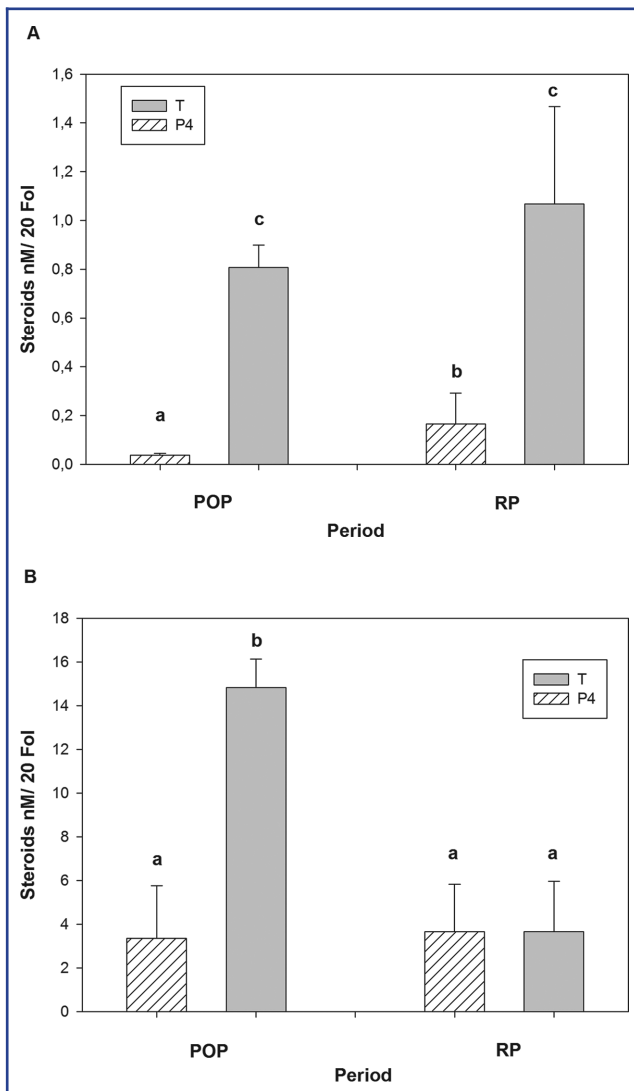 A
1,6
1,4
1,2
1,0
0,8
0,6
0,4
0,2
0,0
Steroids nM/ 20 Fol
T
P4
a
c
b
c
POP
RP
Period
B
18
16
14
12
10
8
6
4
2
0
Steroids nM/ 20 Fol
T
P4
a
b
a
a
POP
RP
Period